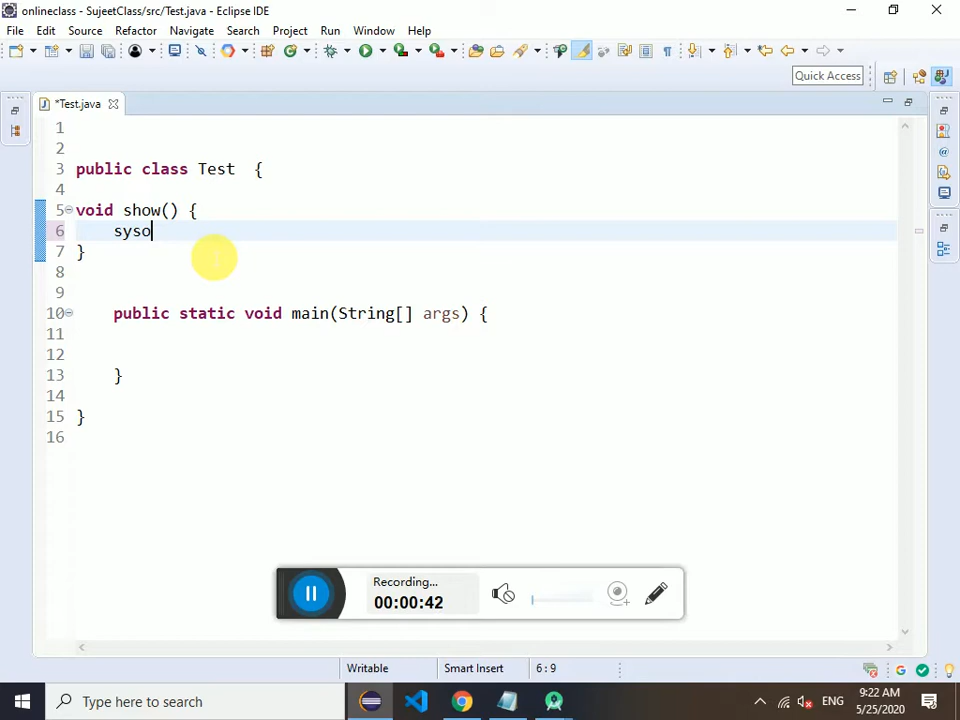 onlineclass - SujeetClass/src/Test.java - Eclipse IDE
File Edit Source Refactor Navigate Search Project Run Window Help
Quick Access
*Test.java
1
2
3 public class Test {
4
5 void show() {
6 syso
7 }
8
9
10 public static void main(String[] args) {
11
12
13 }
14
15 }
16
Recording...
00:00:42
Writable Smart Insert 6 : 9
Type here to search
ENG
9:22 AM
5/25/2020